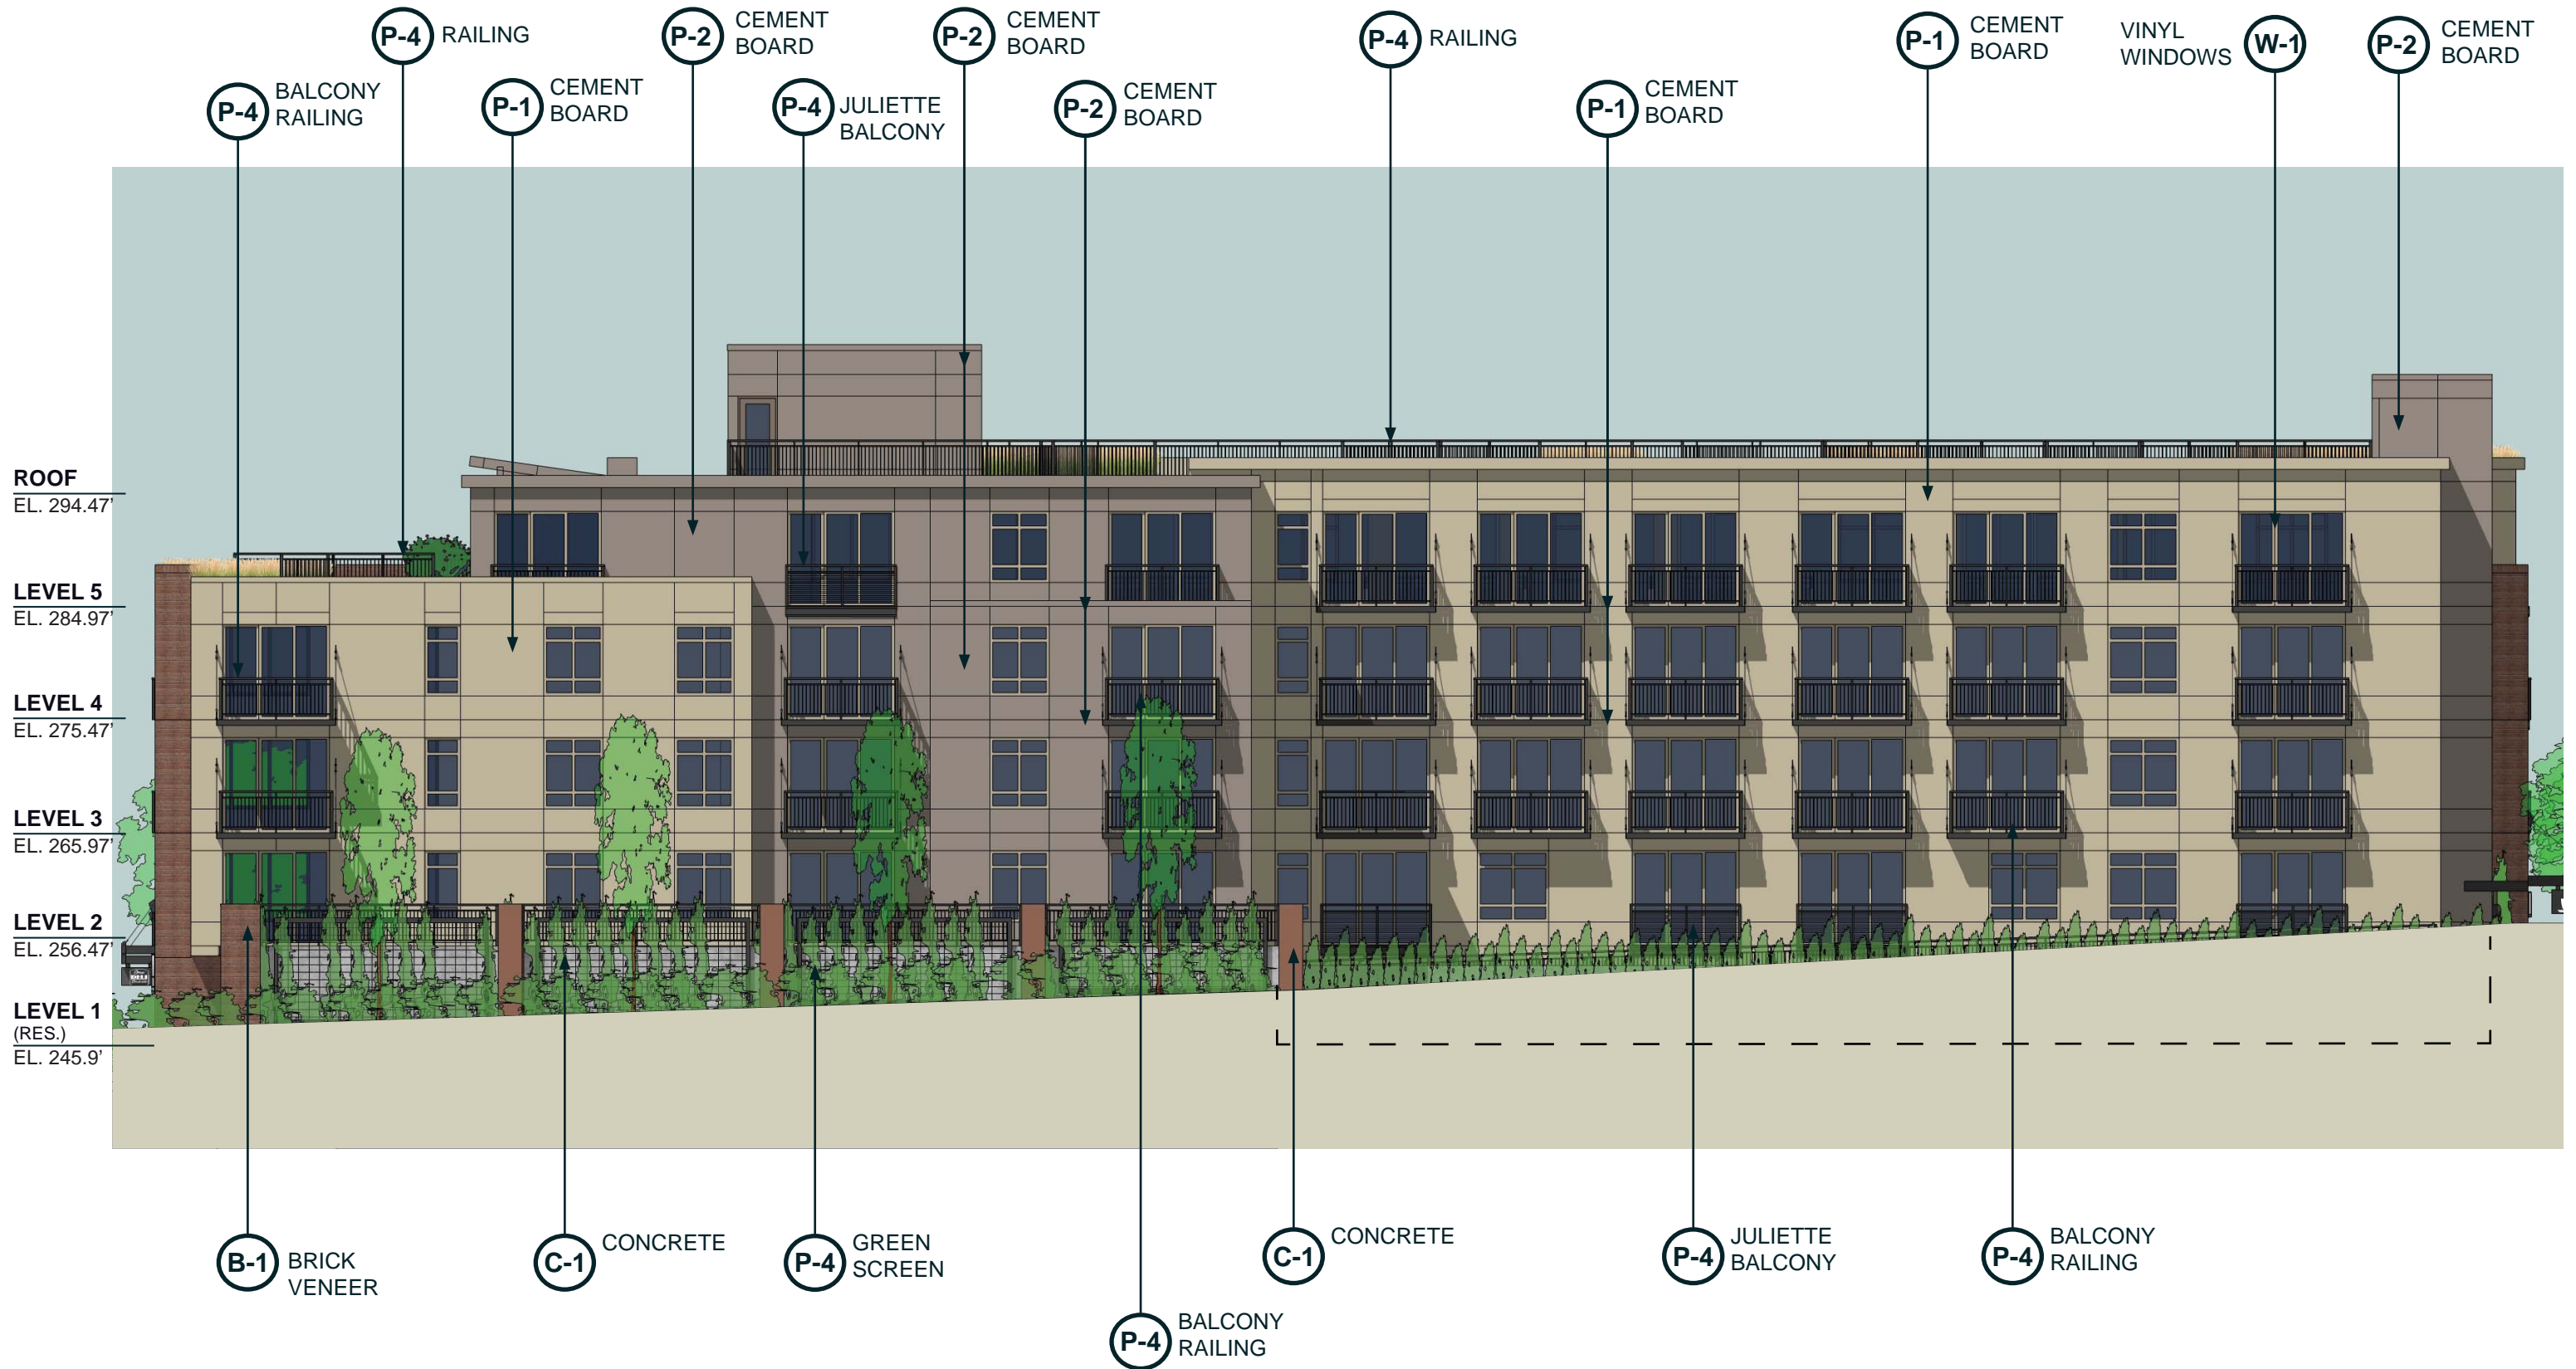 P-4 RAILING
P-2 CEMENT
BOARD
P-2 CEMENT
BOARD
P-4 RAILING
P-1 CEMENT
BOARD
VINYL
WINDOWS W-1
P-2 CEMENT
BOARD
P-4 BALCONY
RAILING
P-1 CEMENT
BOARD
P-4 JULIETTE
BALCONY
P-2 CEMENT
BOARD
P-1 CEMENT
BOARD
ROOF
EL. 294.47'
LEVEL 5
EL. 284.97'
LEVEL 4
EL. 275.47'
LEVEL 3
EL. 265.97'
LEVEL 2
EL. 256.47'
LEVEL 1
(RES.)
EL. 245.9’
B-1 BRICK
VENEER
C-1 CONCRETE
P-4 GREEN
SCREEN
C-1 CONCRETE
P-4 JULIETTE
BALCONY
P-4 BALCONY
RAILING
P-4 BALCONY
RAILING